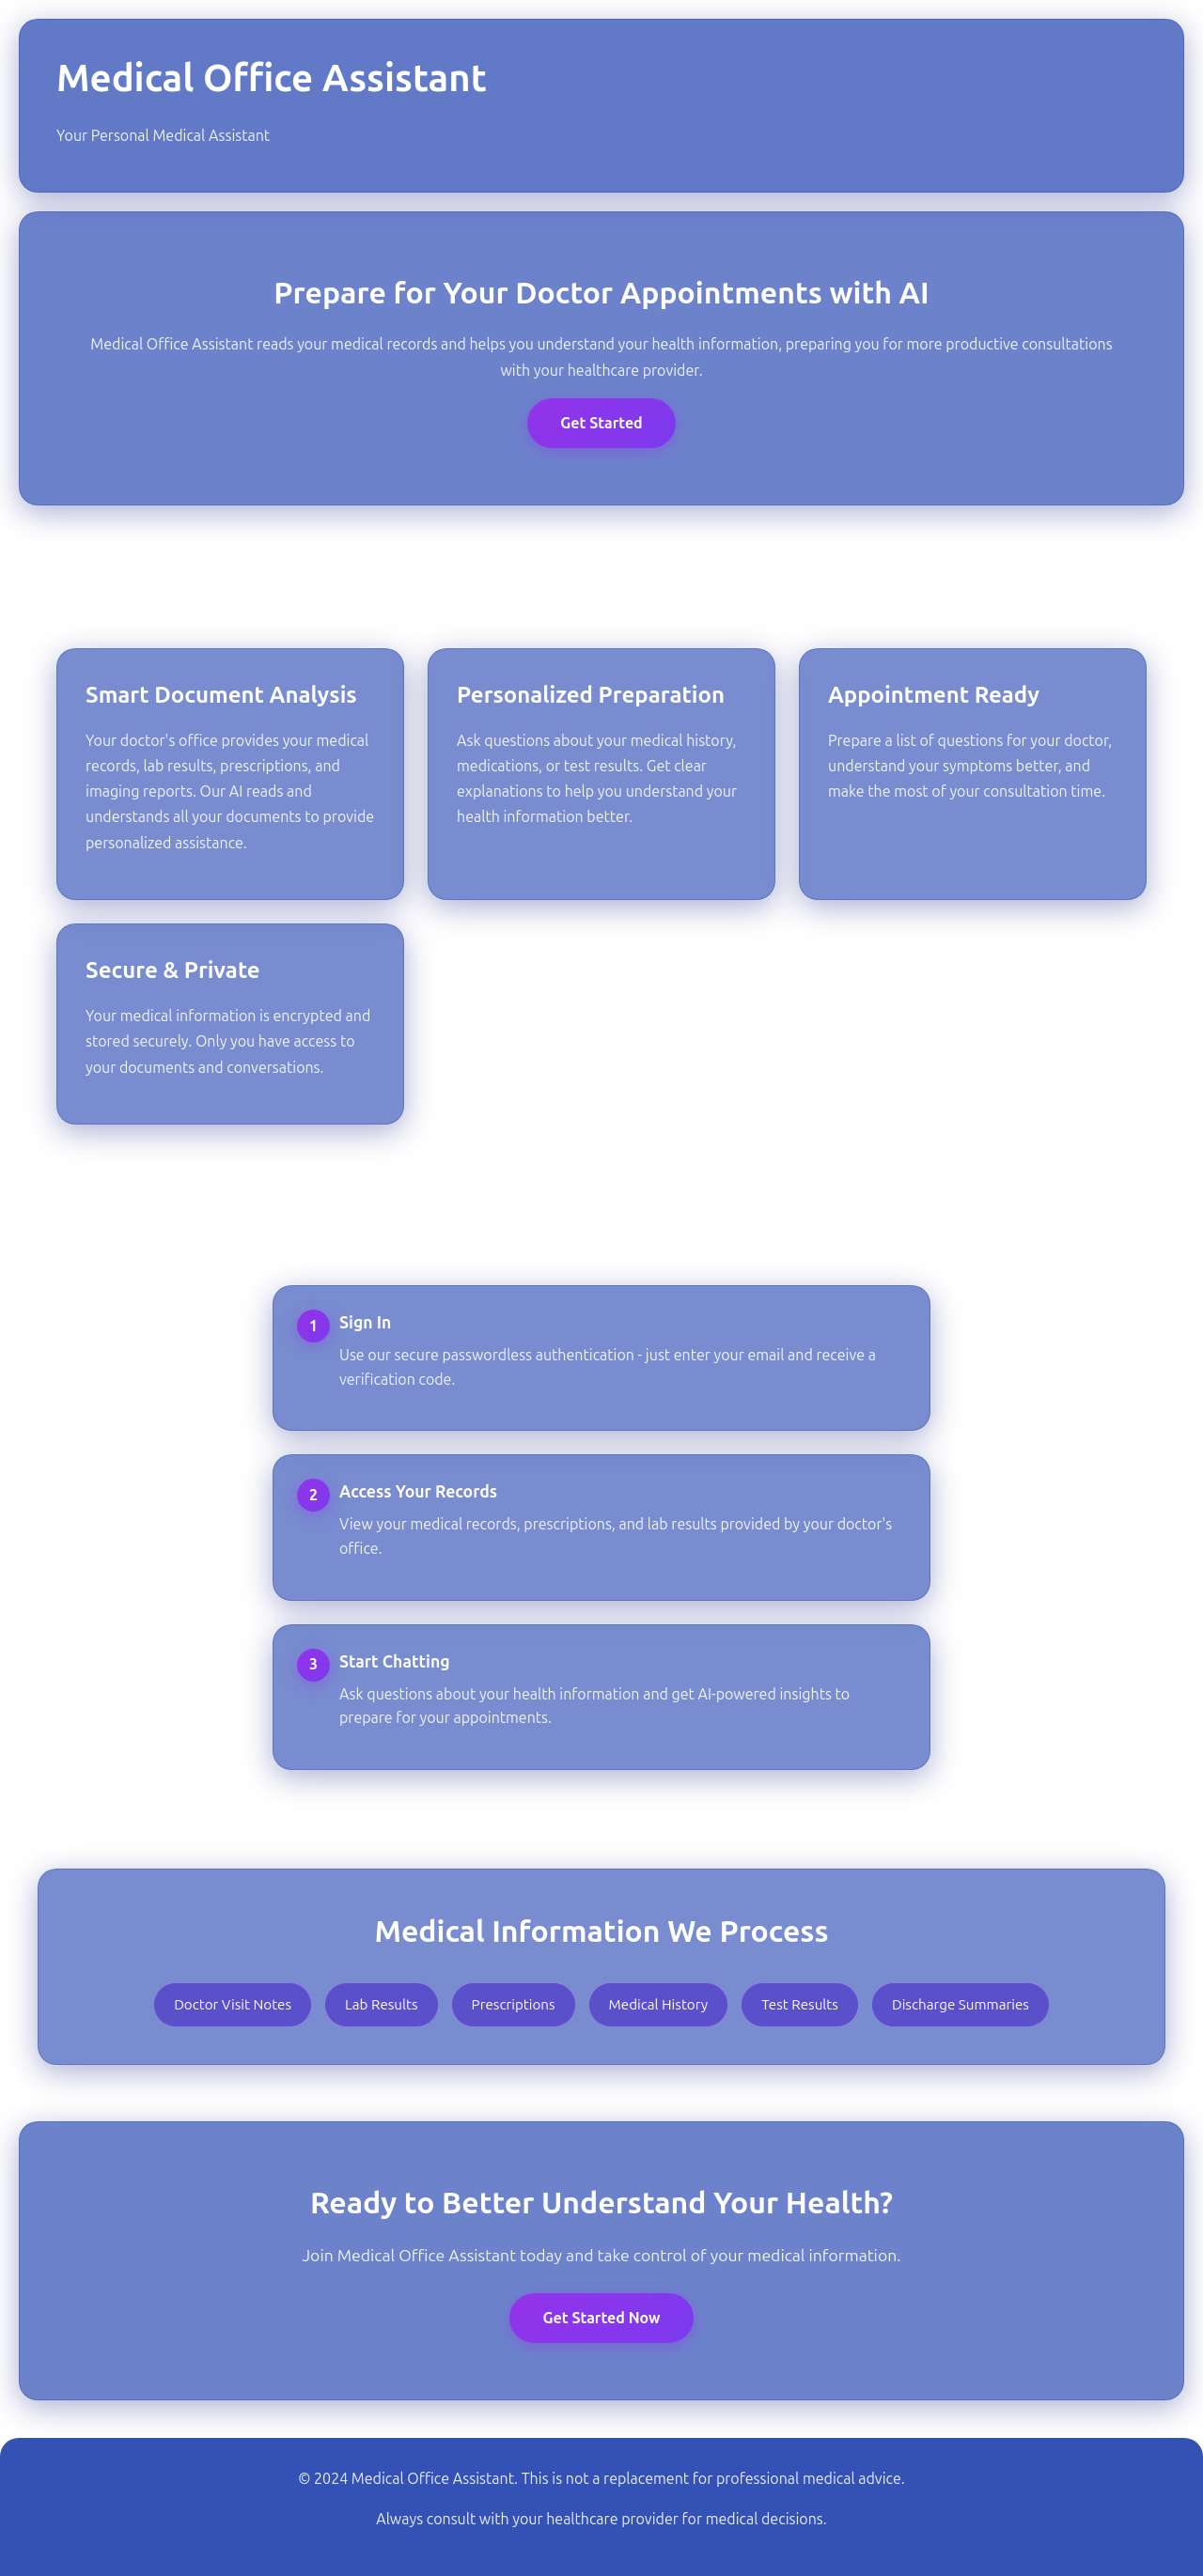 Medical Office Assistant
Your Personal Medical Assistant
Prepare for Your Doctor Appointments with AI
Medical Office Assistant reads your medical records and helps you understand your health information, preparing you for more productive consultations
with your healthcare provider.
Get Started
Smart Document Analysis
Your doctor's office provides your medical
records, lab results, prescriptions, and
imaging reports. Our AI reads and
understands all your documents to provide
personalized assistance.
Personalized Preparation
Ask questions about your medical history,
medications, or test results. Get clear
explanations to help you understand your
health information better.
Appointment Ready
Prepare a list of questions for your doctor,
understand your symptoms better, and
make the most of your consultation time.
Secure & Private
Your medical information is encrypted and
stored securely. Only you have access to
your documents and conversations.
1 Sign In
Use our secure passwordless authentication - just enter your email and receive a
verification code.
2 Access Your Records
View your medical records, prescriptions, and lab results provided by your doctor's
office.
3 Start Chatting
Ask questions about your health information and get AI-powered insights to
prepare for your appointments.
Medical Information We Process
Doctor Visit Notes Lab Results Prescriptions Medical History Test Results Discharge Summaries
Ready to Better Understand Your Health?
Join Medical Office Assistant today and take control of your medical information.
Get Started Now
© 2024 Medical Office Assistant. This is not a replacement for professional medical advice.
Always consult with your healthcare provider for medical decisions.